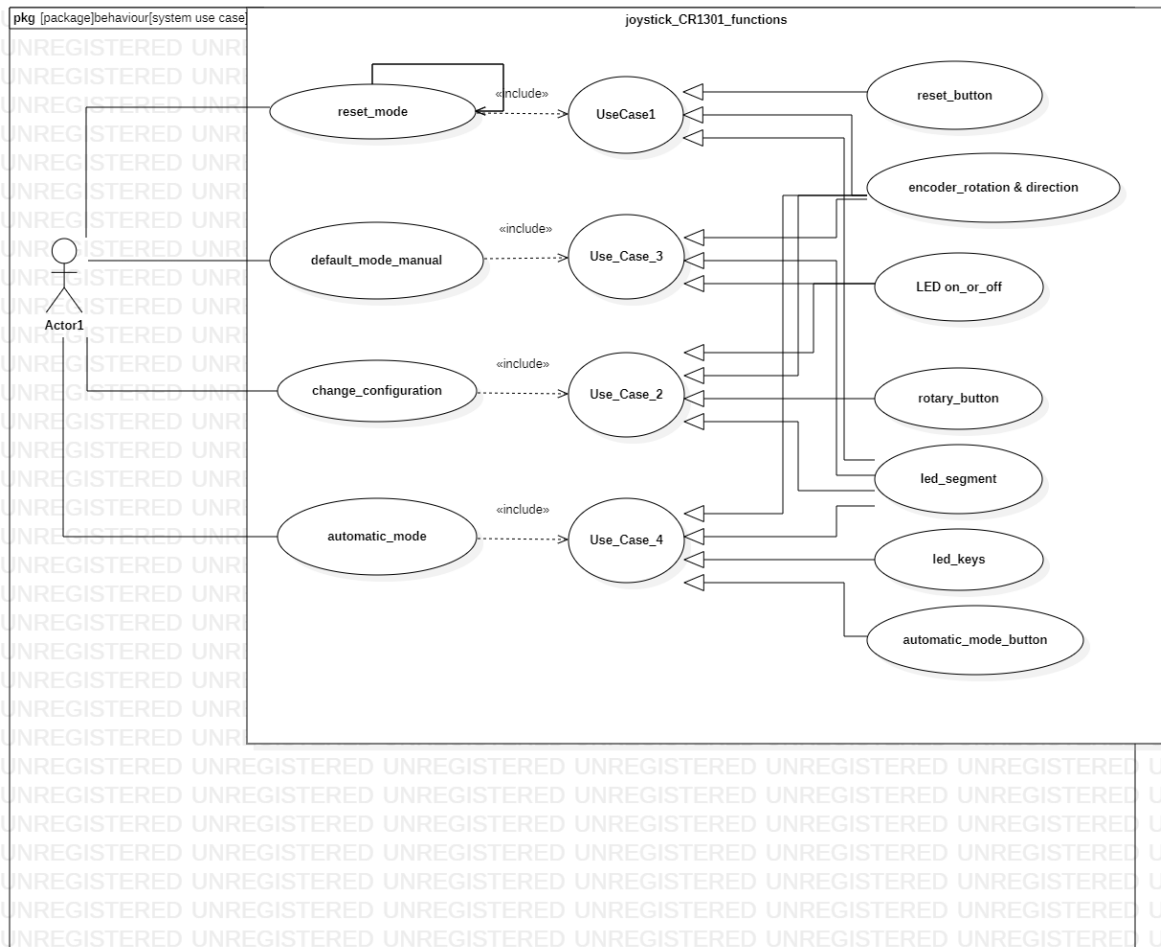 pkg [package]behaviour[system use case]
joystick_CR1301_functions
reset_mode
«include»
UseCase1
reset_button
encoder_rotation & direction
default_mode_manual
«include»
Use_Case_3
LED on_or_off
Actor1
change_configuration
«include»
Use_Case_2
rotary_button
led_segment
automatic_mode
«include»
Use_Case_4
led_keys
automatic_mode_button
UNREGISTERED UNREGISTERED UNREGISTERED UNREGISTERED UNREGISTERED UNREGISTERED